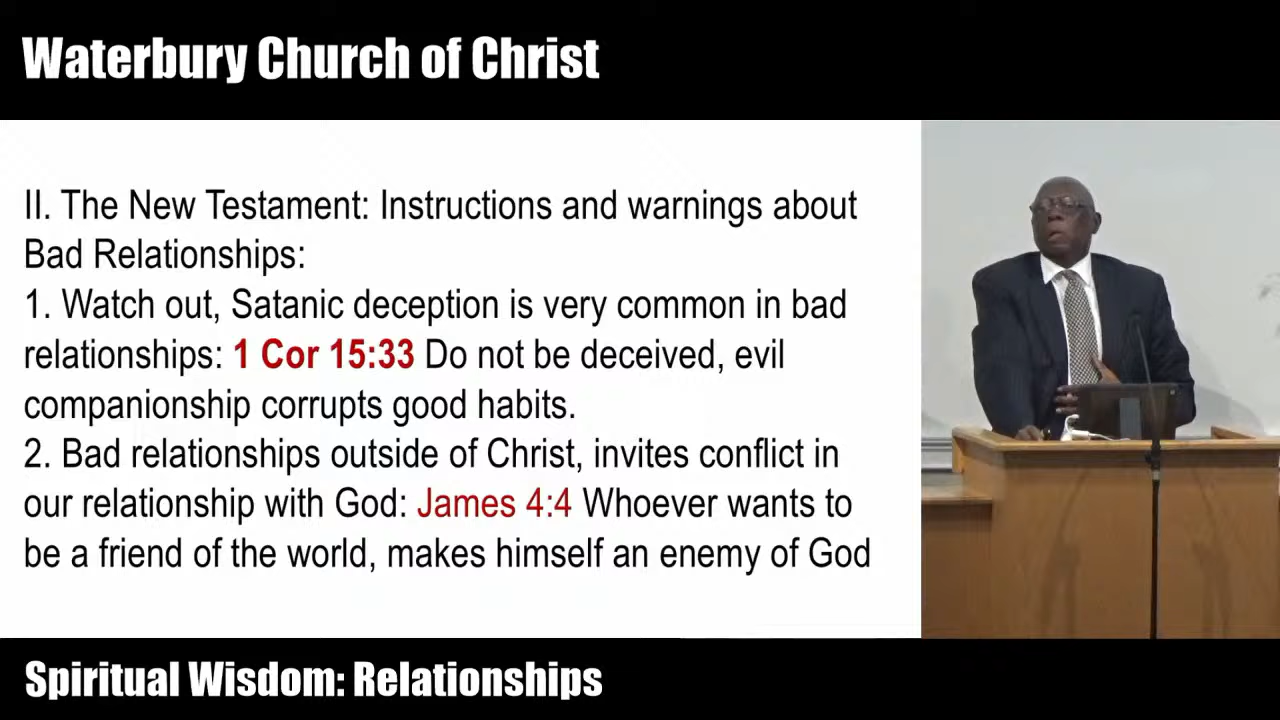 Waterbury Church of Christ
II. The New Testament: Instructions and warnings about
Bad Relationships:
1. Watch out, Satanic deception is very common in bad
relationships: 1 Cor 15:33 Do not be deceived, evil
companionship corrupts good habits.
2. Bad relationships outside of Christ, invites conflict in
our relationship with God: James 4:4 Whoever wants to
be a friend of the world, makes himself an enemy of God
Spiritual Wisdom: Relationships